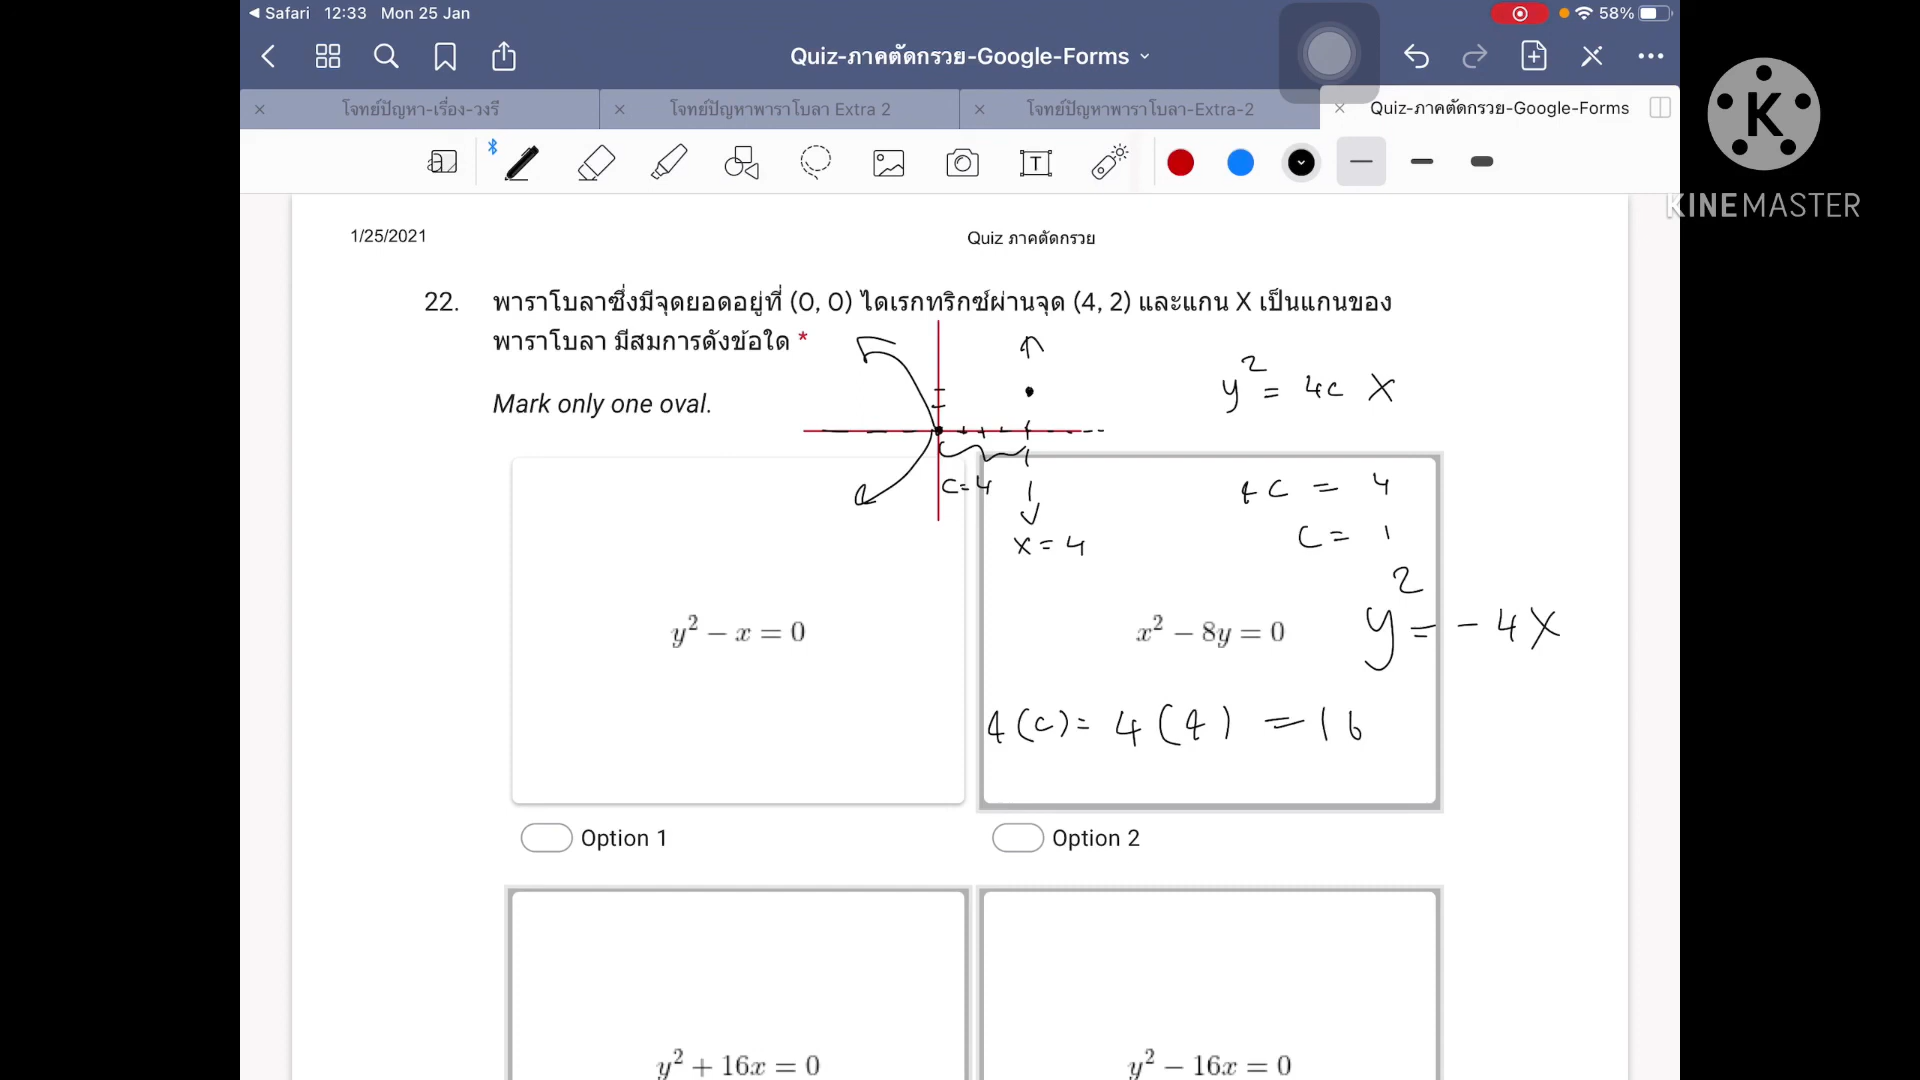 Safari 12:33 Mon 25 Jan
58%
Quiz-ภาคตัดกรวย-Google-Forms
โจทย์ปัญหา-เรื่อง-วงรี
โจทย์ปัญหาพาราโบลา Extra 2
โจทย์ปัญหาพาราโบลา-Extra-2
Quiz-ภาคตัดกรวย-Google-Forms
K
KINEMASTER
1/25/2021
Quiz ภาคตัดกรวย
22. พาราโบลาซึ่งมีจุดยอดอยู่ที่ (0, 0) ไดเรกทริกซ์ผ่านจุด (4, 2) และแกน X เป็นแกนของ
พาราโบลา มีสมการดังข้อใด *
Mark only one oval.
y² = 4c X
c=4
4c = 4
x = 4
c = 1
y² = -4X
y² − x = 0
x² − 8y = 0
4(c) = 4(4) = 16
Option 1
Option 2
y² + 16x = 0
y² − 16x = 0